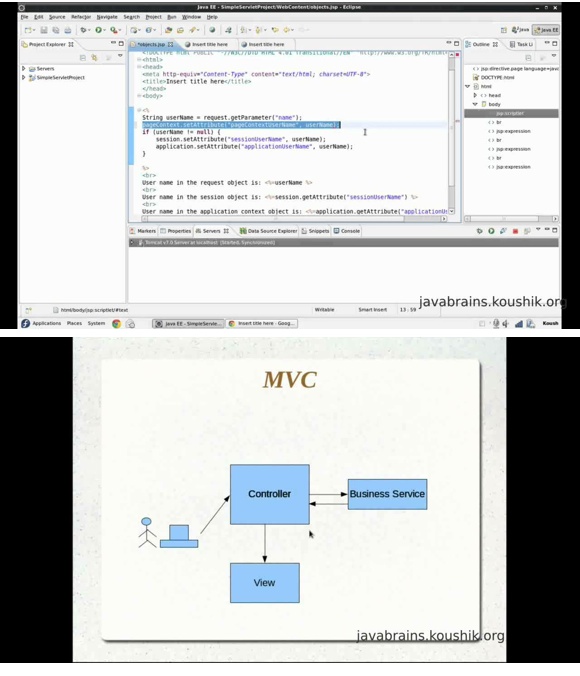 Java EE - SimpleServletProject/WebContent/objects.jsp - Eclipse
File Edit Source Refactor Navigate Search Project Run Window Help
Java Java EE
Project Explorer
*objects.jsp Insert title here Insert title here
Outline Task Li
Servers
SimpleServletProject
<html>
<head>
<meta http-equiv="Content-Type" content="text/html; charset=UTF-8">
<title>Insert title here</title>
</head>
<body>
<%
String userName = request.getParameter("name");
pageContext.setAttribute("pageContextUserName", userName);
if (userName != null) {
session.setAttribute("sessionUserName", userName);
application.setAttribute("applicationUserName", userName);
}
%>
<br>
User name in the request object is: <%=userName %>
<br>
User name in the session object is: <%=session.getAttribute("sessionUserName") %>
<br>
User name in the application context object is: <%=application.getAttribute("applicationUs
jsp:directive.page language=java
DOCTYPE:html
html
head
body
jsp:scriptlet
br
jsp:expression
br
jsp:expression
br
jsp:expression
Markers Properties Servers Data Source Explorer Snippets Console
Tomcat v7.0 Server at localhost [Started, Synchronized]
javabrains.koushik.org
html/body/jsp:scriptlet/#text Writable Smart Insert 13 : 59
Applications Places System Java EE - SimpleServle... Insert title here - Goog... Koush
MVC
Controller
Business Service
View
javabrains.koushik.org